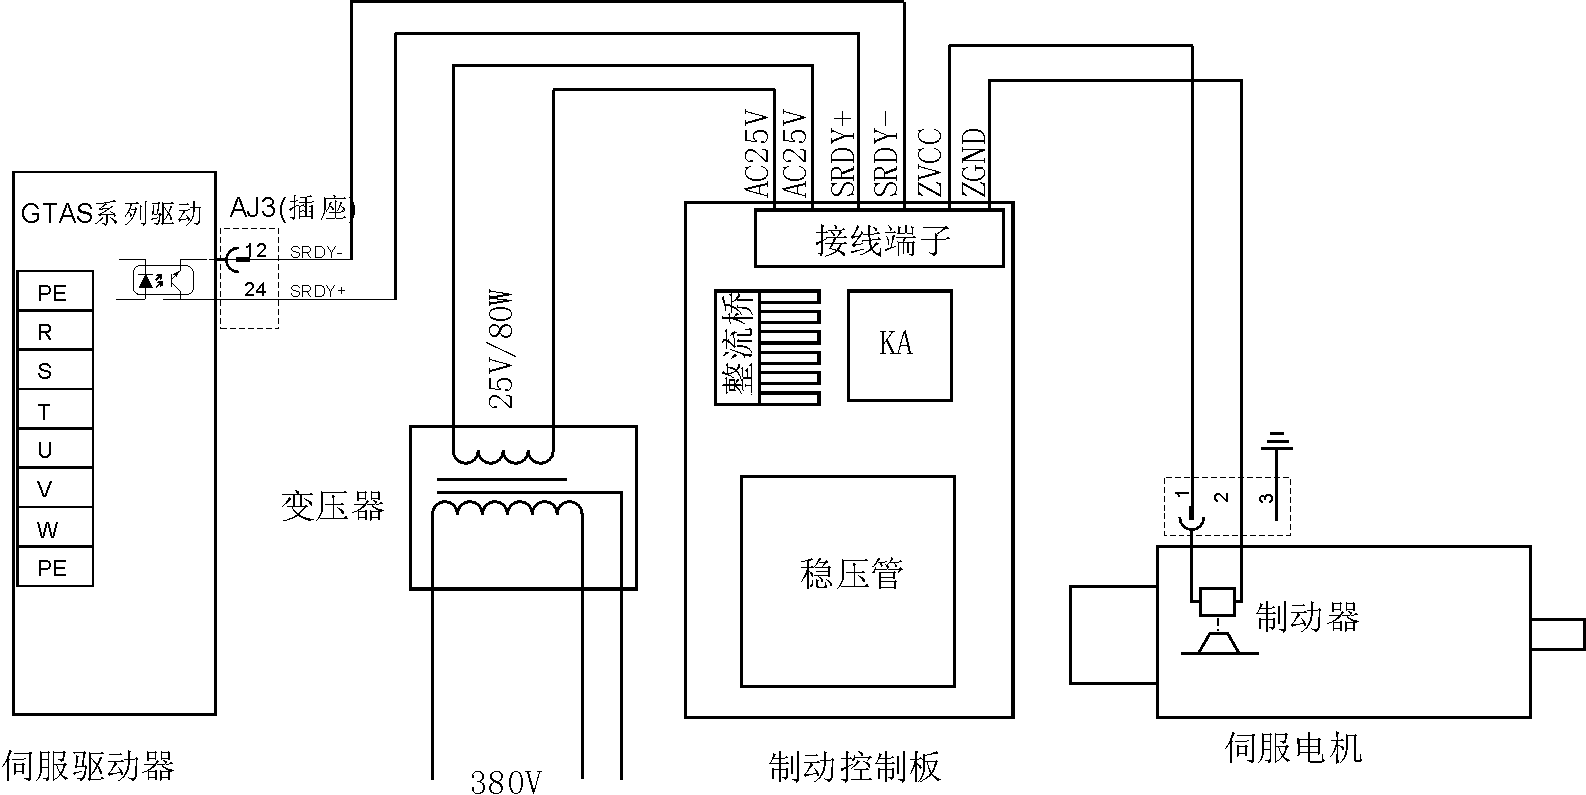 AC25V
AC25V
SRDY+
SRDY-
ZVCC
ZGND
GTAS系列驱动
AJ3(插座)
12
SRDY-
24
SRDY+
PE
R
S
T
U
V
W
PE
25V/80W
变压器
380V
接线端子
整流桥
KA
稳压管
1
2
3
制动器
伺服驱动器
制动控制板
伺服电机